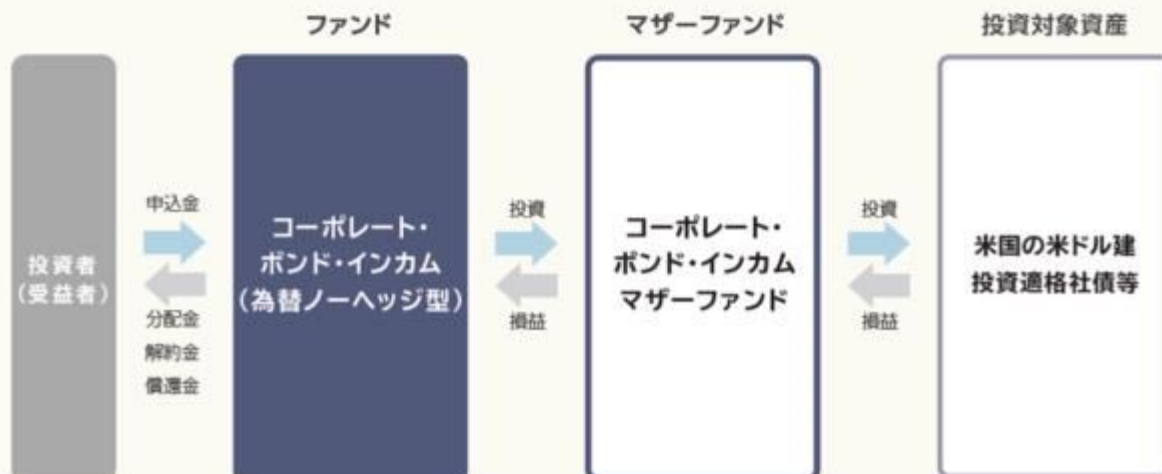 ファンド
マザーファンド
投資対象資産
投資者
(受益者)
申込金
分配金
解約金
償還金
コーポレート・
ボンド・インカム
(為替ノーヘッジ型)
投資
損益
コーポレート・
ボンド・インカム
マザーファンド
投資
損益
米国の米ドル建
投資適格社債等